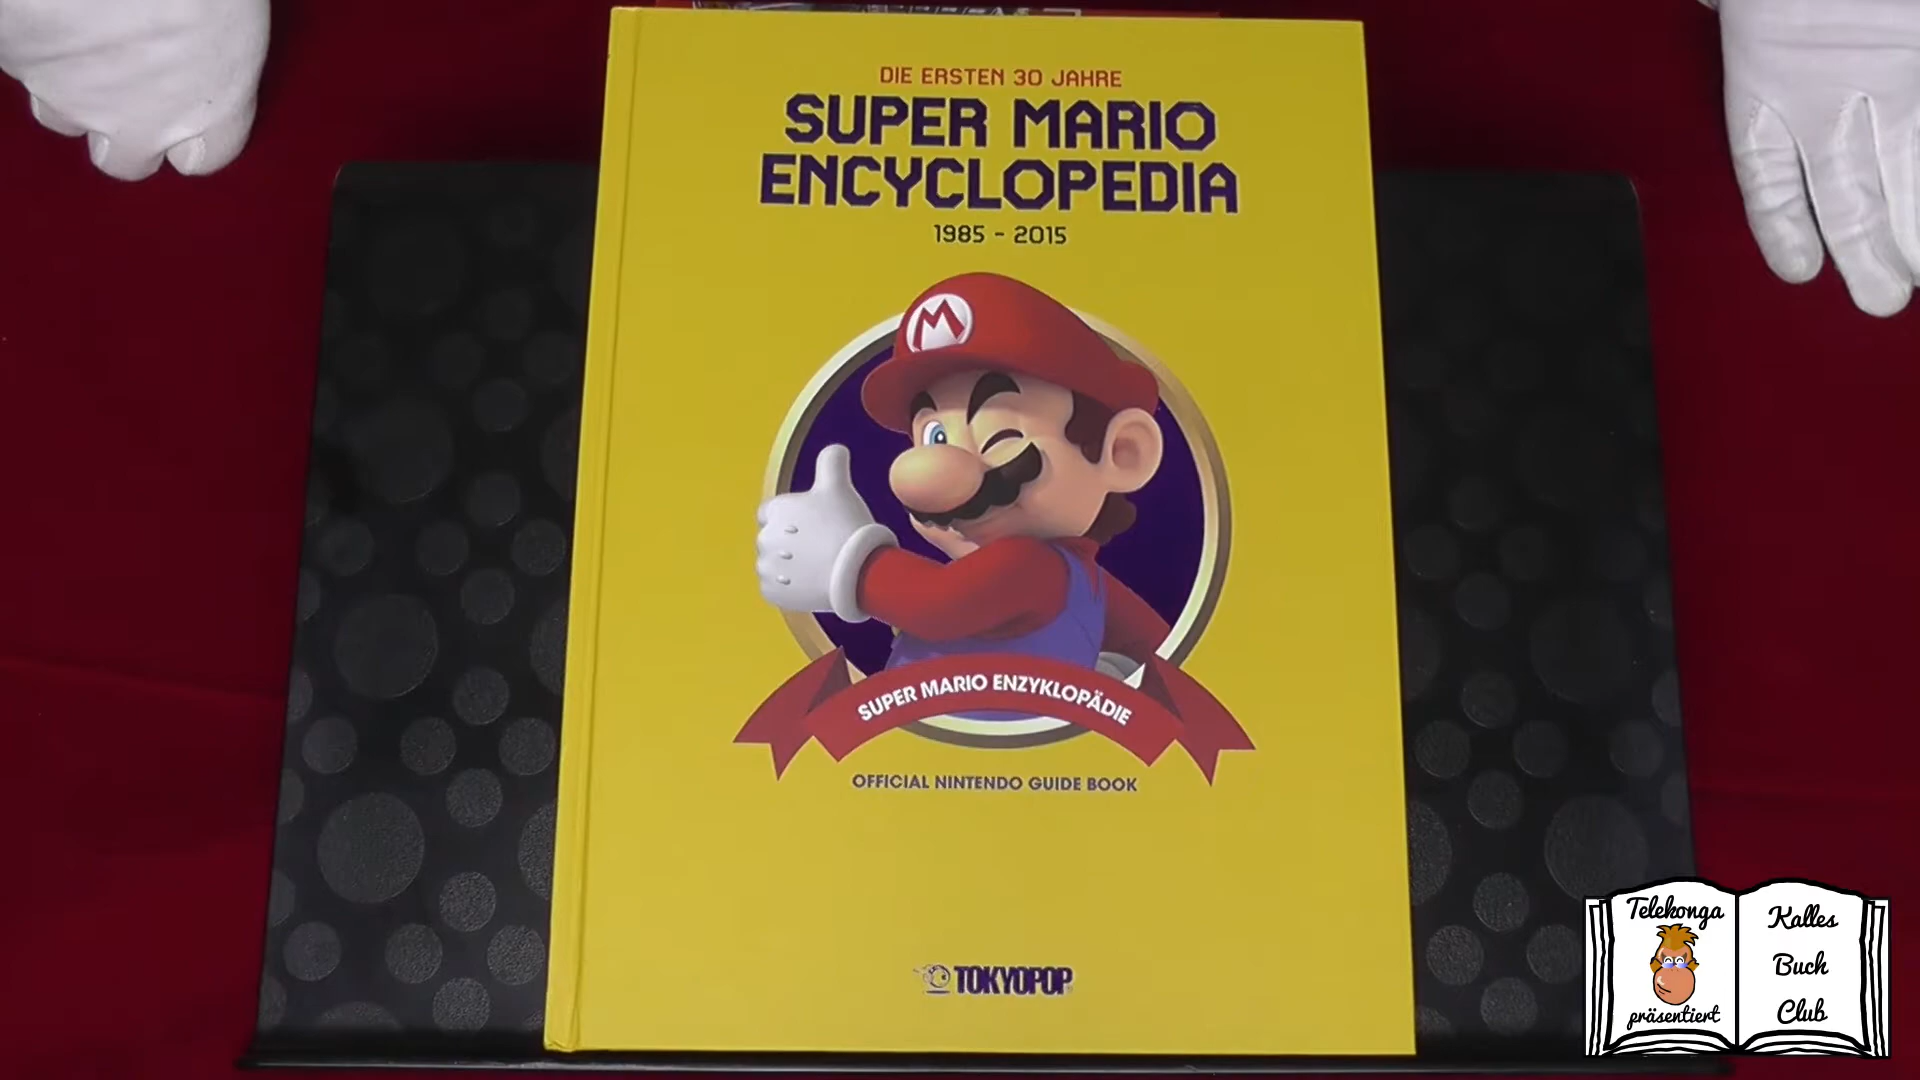 DIE ERSTEN 30 JAHRE
SUPER MARIO
ENCYCLOPEDIA
1985 - 2015
M
SUPER MARIO ENZYKLOPÄDIE
OFFICIAL NINTENDO GUIDE BOOK
TOKYOPOP
Telekonga
präsentiert
Kalles
Buch
Club